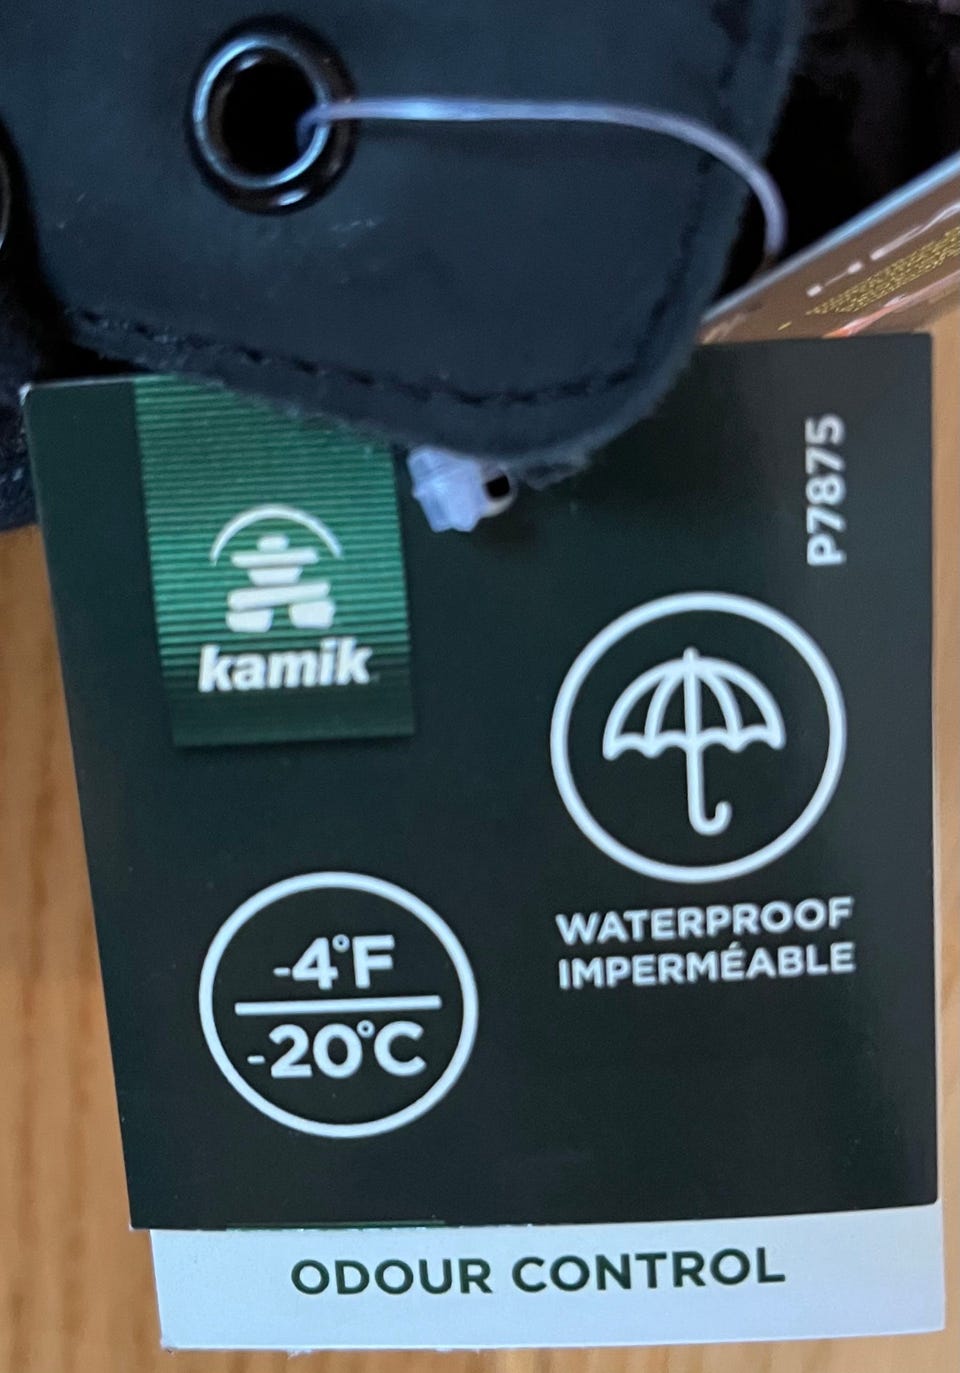 P7875
kamik
WATERPROOF
IMPERMÉABLE
-4°F
-20°C
ODOUR CONTROL